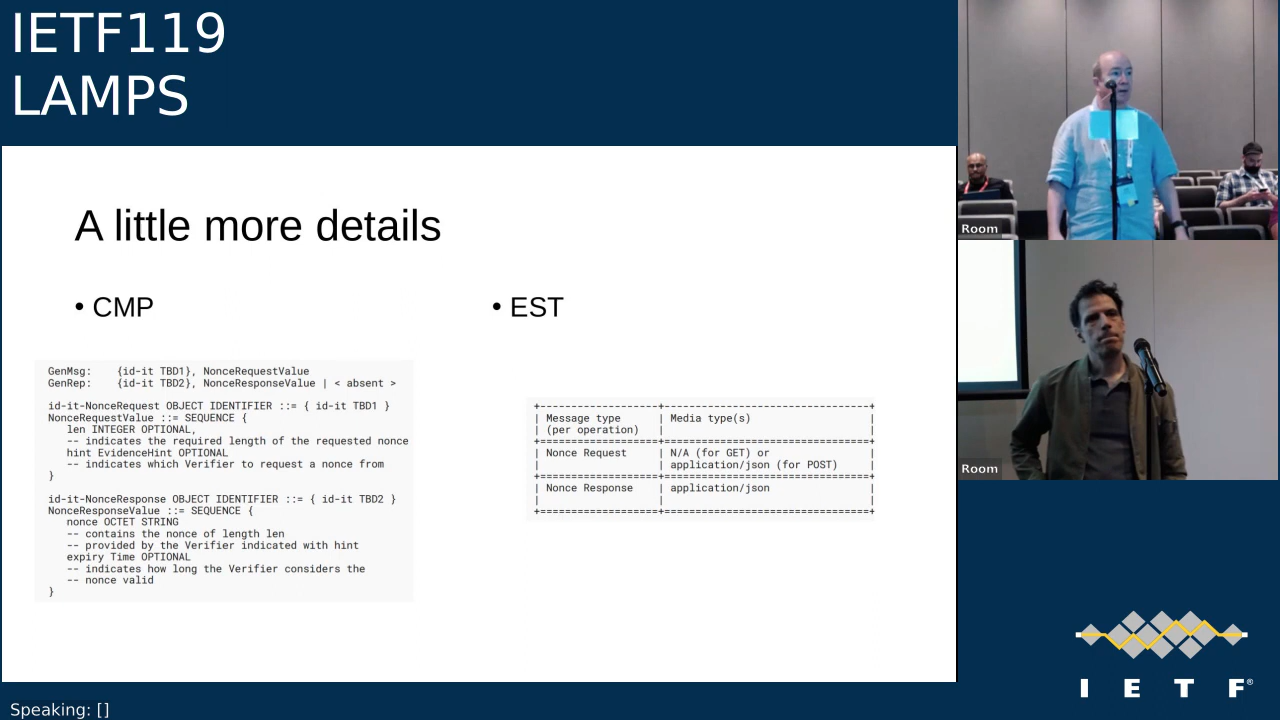 IETF119
LAMPS
A little more details
• CMP
GenMsg:    {id-it TBD1}, NonceRequestValue
GenRep:    {id-it TBD2}, NonceResponseValue | < absent >
id-it-NonceRequest OBJECT IDENTIFIER ::= { id-it TBD1 }
NonceRequestValue ::= SEQUENCE {
   len INTEGER OPTIONAL,
   -- indicates the required length of the requested nonce
   hint EvidenceHint OPTIONAL
   -- indicates which Verifier to request a nonce from
}
id-it-NonceResponse OBJECT IDENTIFIER ::= { id-it TBD2 }
NonceResponseValue ::= SEQUENCE {
   nonce OCTET STRING
   -- contains the nonce of length len
   -- provided by the Verifier indicated with hint
   expiry Time OPTIONAL
   -- indicates how long the Verifier considers the
   -- nonce valid
}
• EST
+-------------------+--------------------------------+
| Message type      | Media type(s)                  |
| (per operation)   |                                |
+===================+================================+
| Nonce Request     | N/A (for GET) or               |
|                   | application/json (for POST)    |
+===================+================================+
| Nonce Response    | application/json               |
|                   |                                |
+===================+================================+
Room
Room
I E T F®
Speaking: []